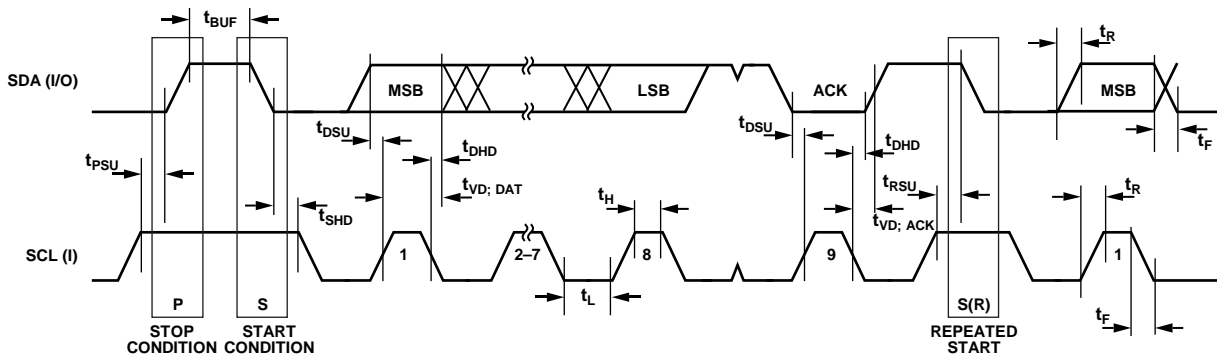 tBUF
tR
SDA (I/O)
MSB
LSB
ACK
MSB
tDSU
tDHD
tDSU
tDHD
tF
tPSU
tVD; DAT
tRSU
tR
tSHD
tH
tVD; ACK
SCL (I)
1
2–7
8
9
1
P
S
tL
S(R)
tF
STOP
CONDITION
START
CONDITION
REPEATED
START